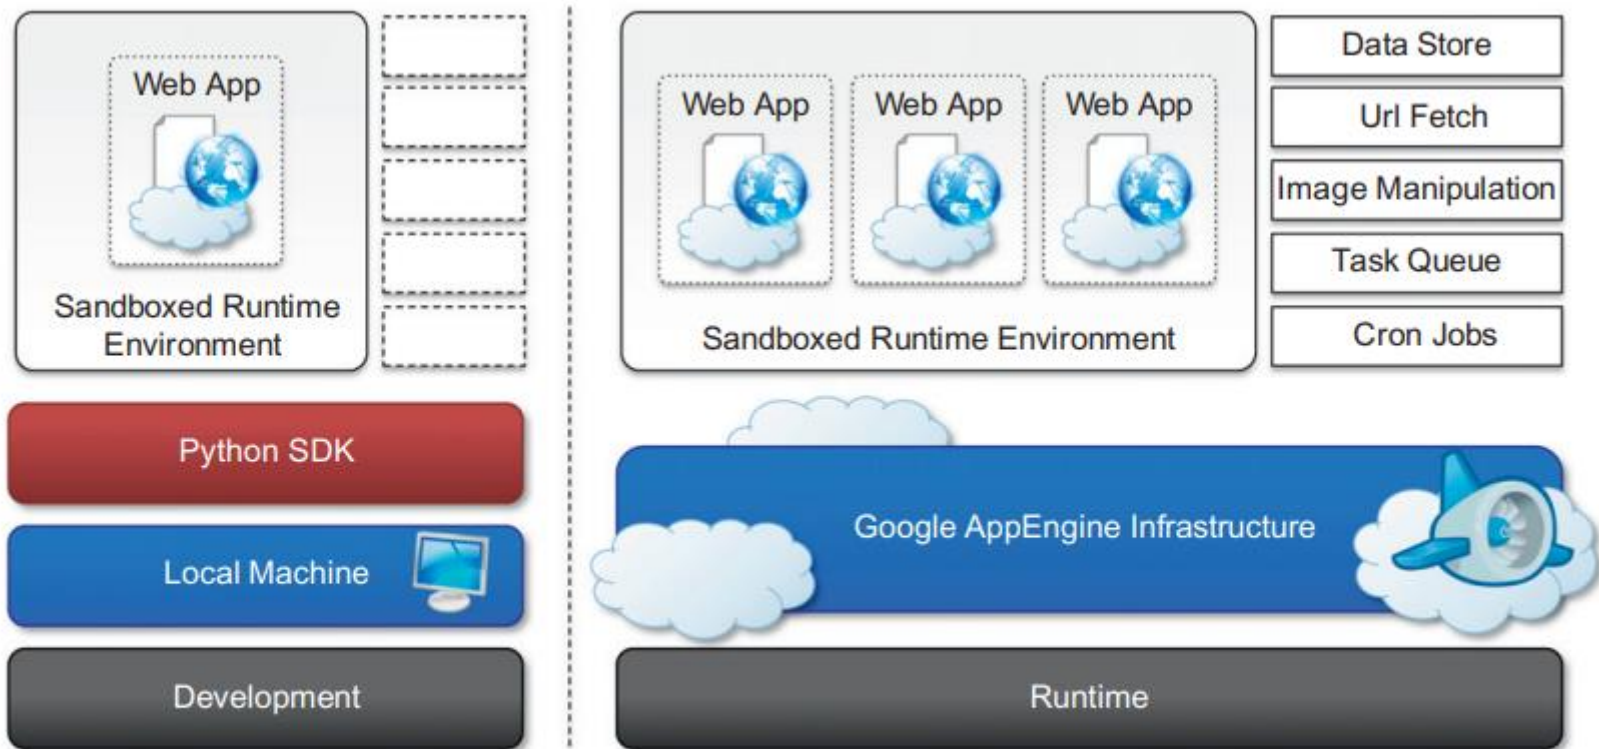 Web App
Sandboxed Runtime
Environment
Python SDK
Local Machine
Development
Web App
Web App
Web App
Sandboxed Runtime Environment
Data Store
Url Fetch
Image Manipulation
Task Queue
Cron Jobs
Google AppEngine Infrastructure
Runtime